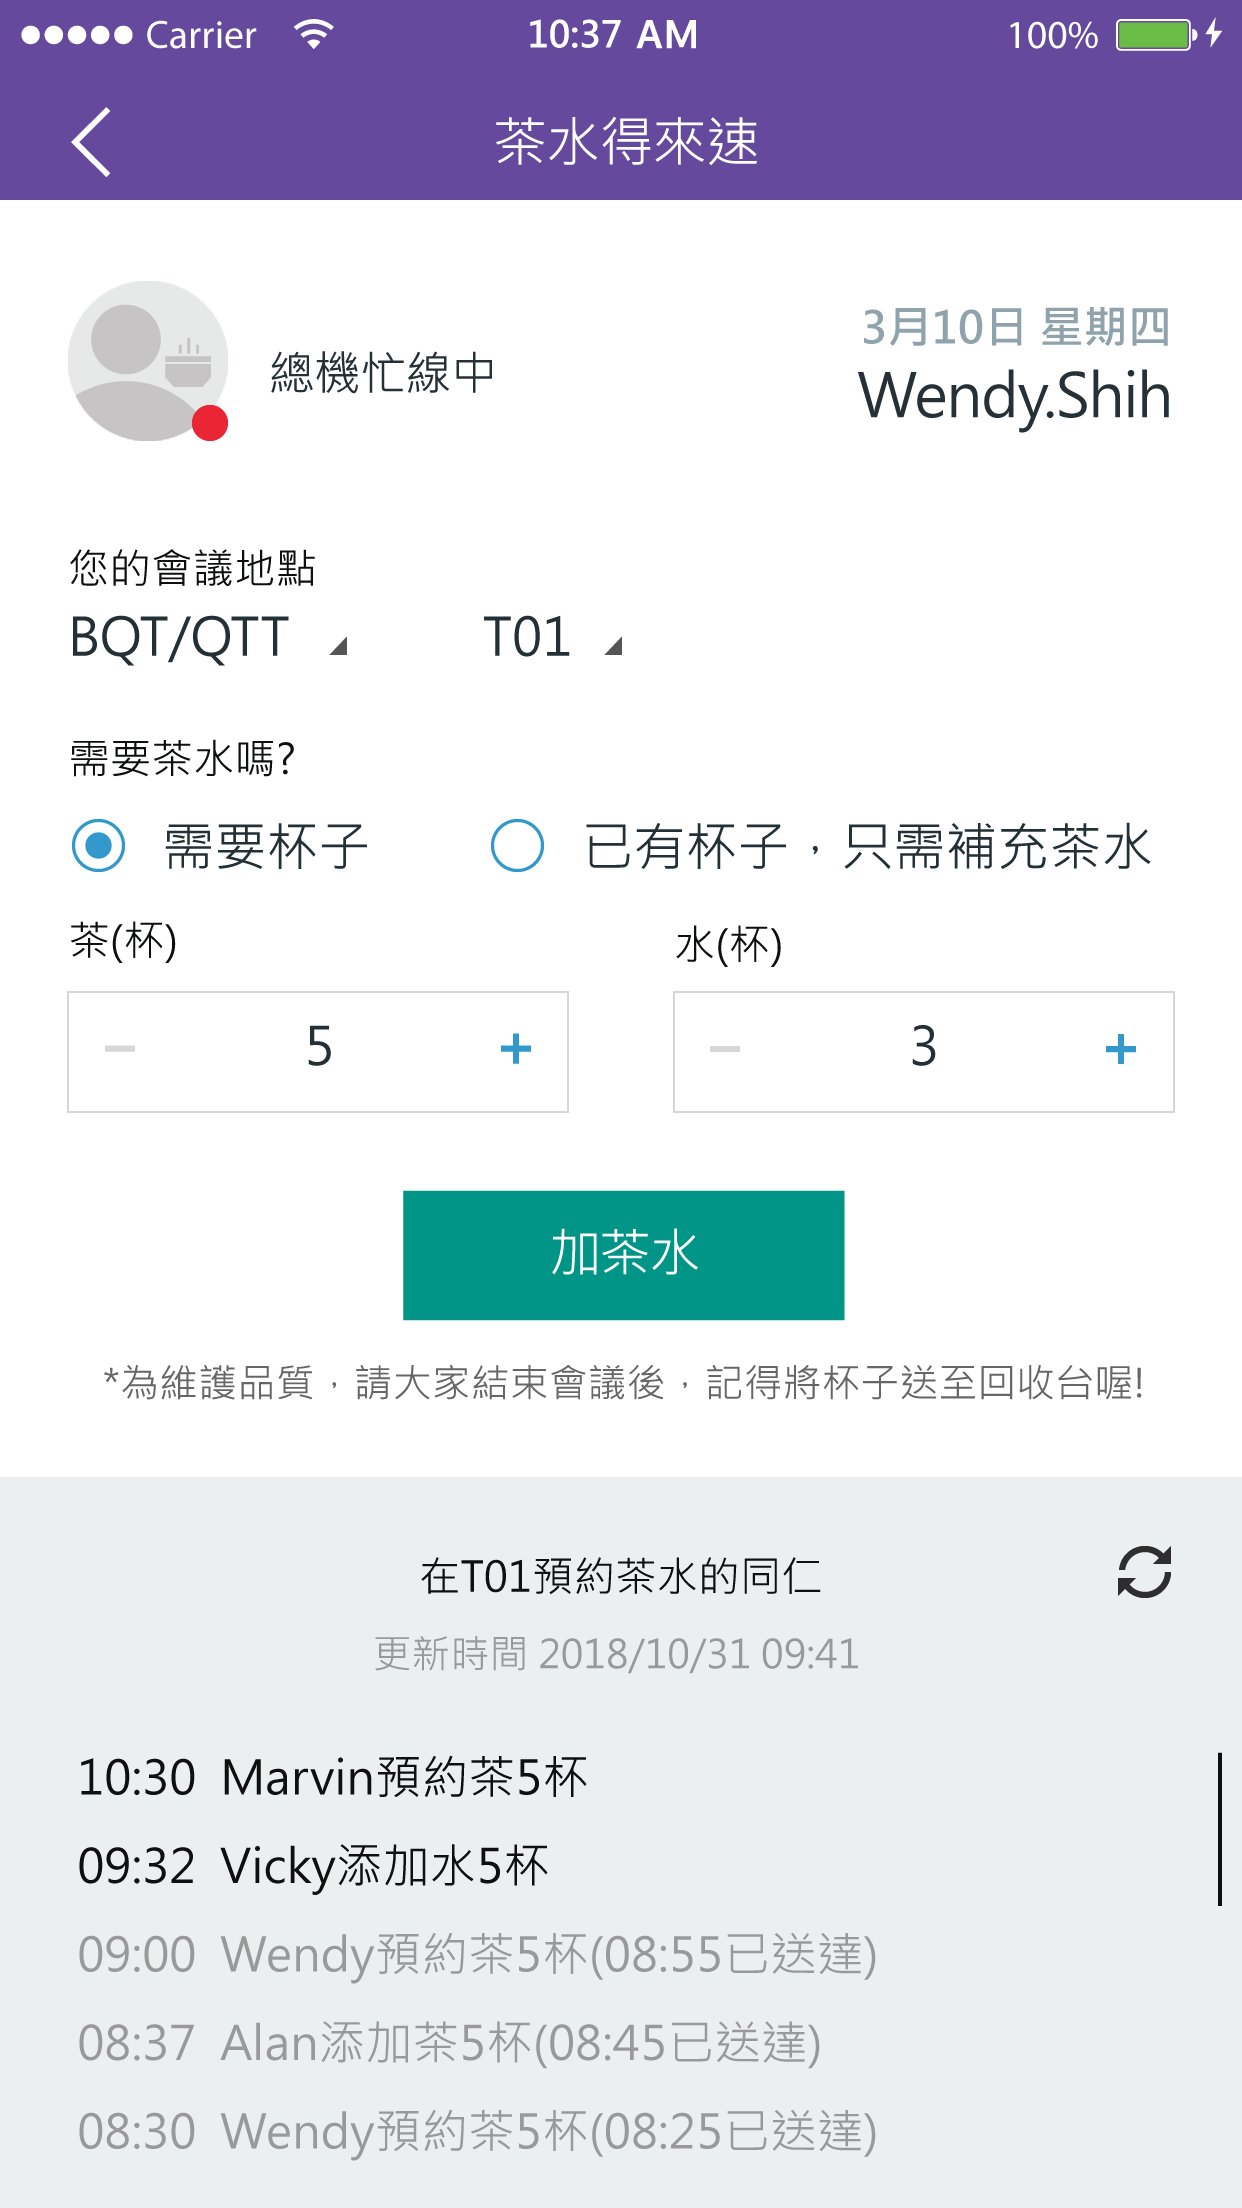 Carrier 10:37 AM 100%
茶水得來速
3月10日 星期四
總機忙線中
Wendy.Shih
您的會議地點
BQT/QTT T01
需要茶水嗎?
需要杯子 已有杯子，只需補充茶水
茶(杯) 水(杯)
− 5 + − 3 +
加茶水
*為維護品質，請大家結束會議後，記得將杯子送至回收台喔!
在T01預約茶水的同仁
更新時間 2018/10/31 09:41
10:30 Marvin預約茶5杯
09:32 Vicky添加水5杯
09:00 Wendy預約茶5杯(08:55已送達)
08:37 Alan添加茶5杯(08:45已送達)
08:30 Wendy預約茶5杯(08:25已送達)